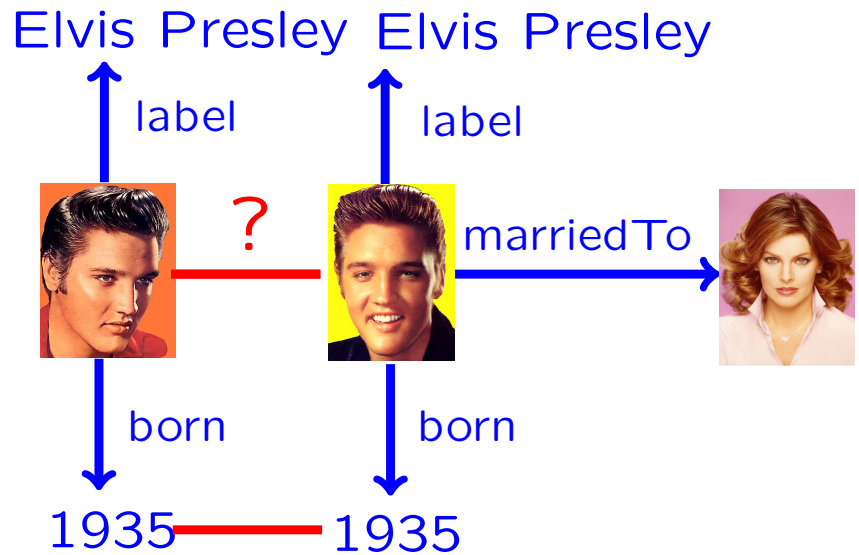 Elvis Presley Elvis Presley
label label
?
marriedTo
born born
1935 1935